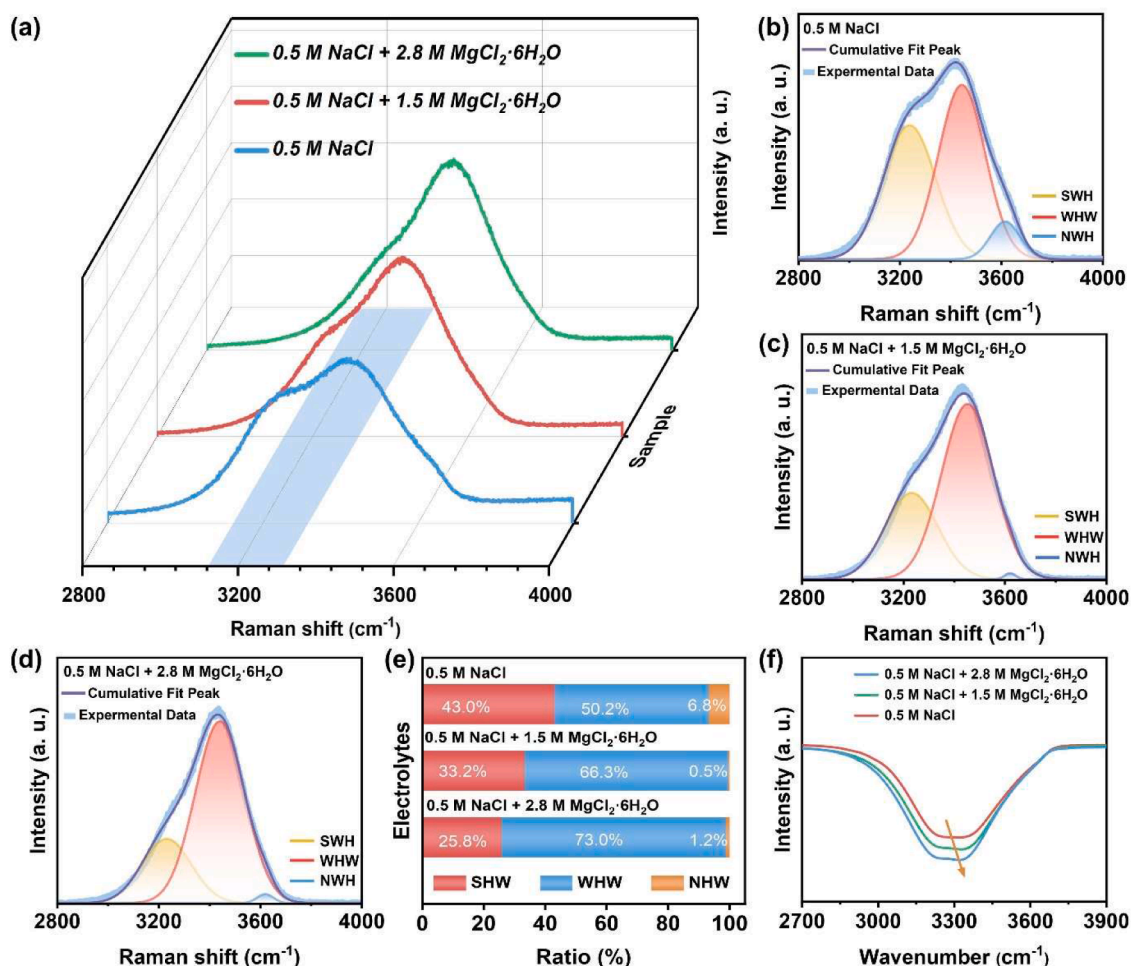 (a)
0.5 M NaCl + 2.8 MgCl₂·6H₂O
0.5 M NaCl + 1.5 M MgCl₂·6H₂O
0.5 M NaCl
Intensity (a. u.)
Sample
2800 3200 3600 4000
Raman shift (cm⁻¹)
(b)
0.5 M NaCl
Cumulative Fit Peak
Expermental Data
SWH
WHW
NWH
Intensity (a. u.)
2800 3200 3600 4000
Raman shift (cm⁻¹)
(c)
0.5 M NaCl + 1.5 M MgCl₂·6H₂O
Cumulative Fit Peak
Expermental Data
SWH
WHW
NWH
Intensity (a. u.)
2800 3200 3600 4000
Raman shift (cm⁻¹)
(d)
0.5 M NaCl + 2.8 MgCl₂·6H₂O
Cumulative Fit Peak
Expermental Data
SWH
WHW
NWH
Intensity (a. u.)
2800 3200 3600 4000
Raman shift (cm⁻¹)
(e)
0.5 M NaCl
43.0% 50.2% 6.8%
0.5 M NaCl + 1.5 M MgCl₂·6H₂O
33.2% 66.3% 0.5%
0.5 M NaCl + 2.8 MgCl₂·6H₂O
25.8% 73.0% 1.2%
SHW WHW NHW
Electrolytes
0 20 40 60 80 100
Ratio (%)
(f)
0.5 M NaCl + 2.8 MgCl₂·6H₂O
0.5 M NaCl + 1.5 MgCl₂·6H₂O
0.5 M NaCl
Intensity (a. u.)
2700 3000 3300 3600 3900
Wavenumber (cm⁻¹)